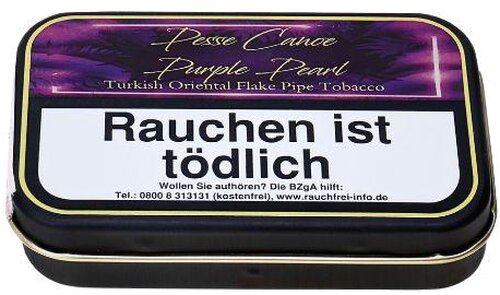 Pesse Canoe
Purple Pearl
Turkish Oriental Flake Pipe Tobacco
Rauchen ist
tödlich
Wollen Sie aufhören? Die BZgA hilft:
Tel.: 0800 8 313131 (kostenfrei), www.rauchfrei-info.de